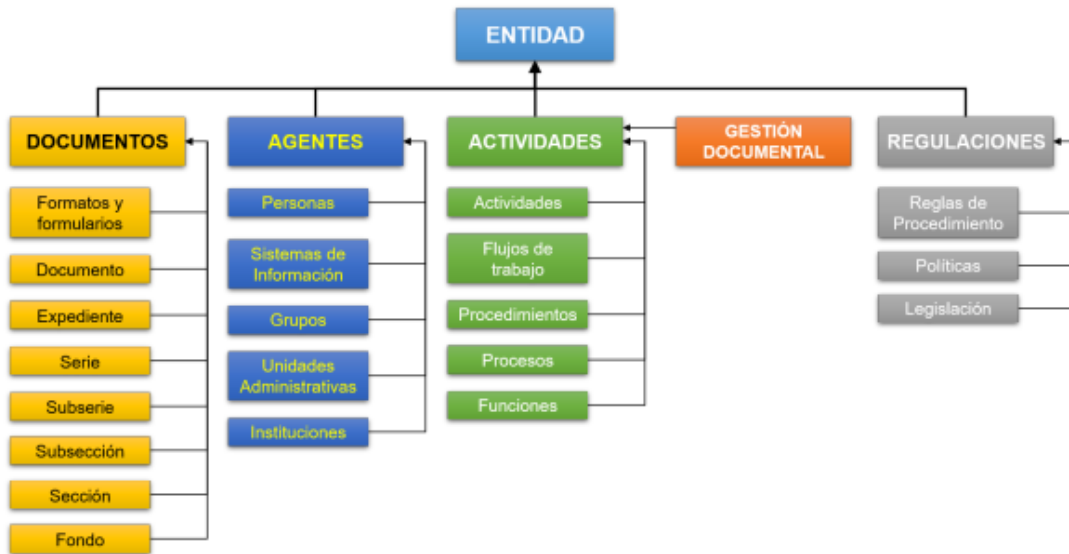 ENTIDAD
DOCUMENTOS
Formatos y
formularios
Documento
Expediente
Serie
Subserie
Subsección
Sección
Fondo
AGENTES
Personas
Sistemas de
Información
Grupos
Unidades
Administrativas
Instituciones
ACTIVIDADES
Actividades
Flujos de
trabajo
Procedimientos
Procesos
Funciones
GESTIÓN
DOCUMENTAL
REGULACIONES
Reglas de
Procedimiento
Políticas
Legislación